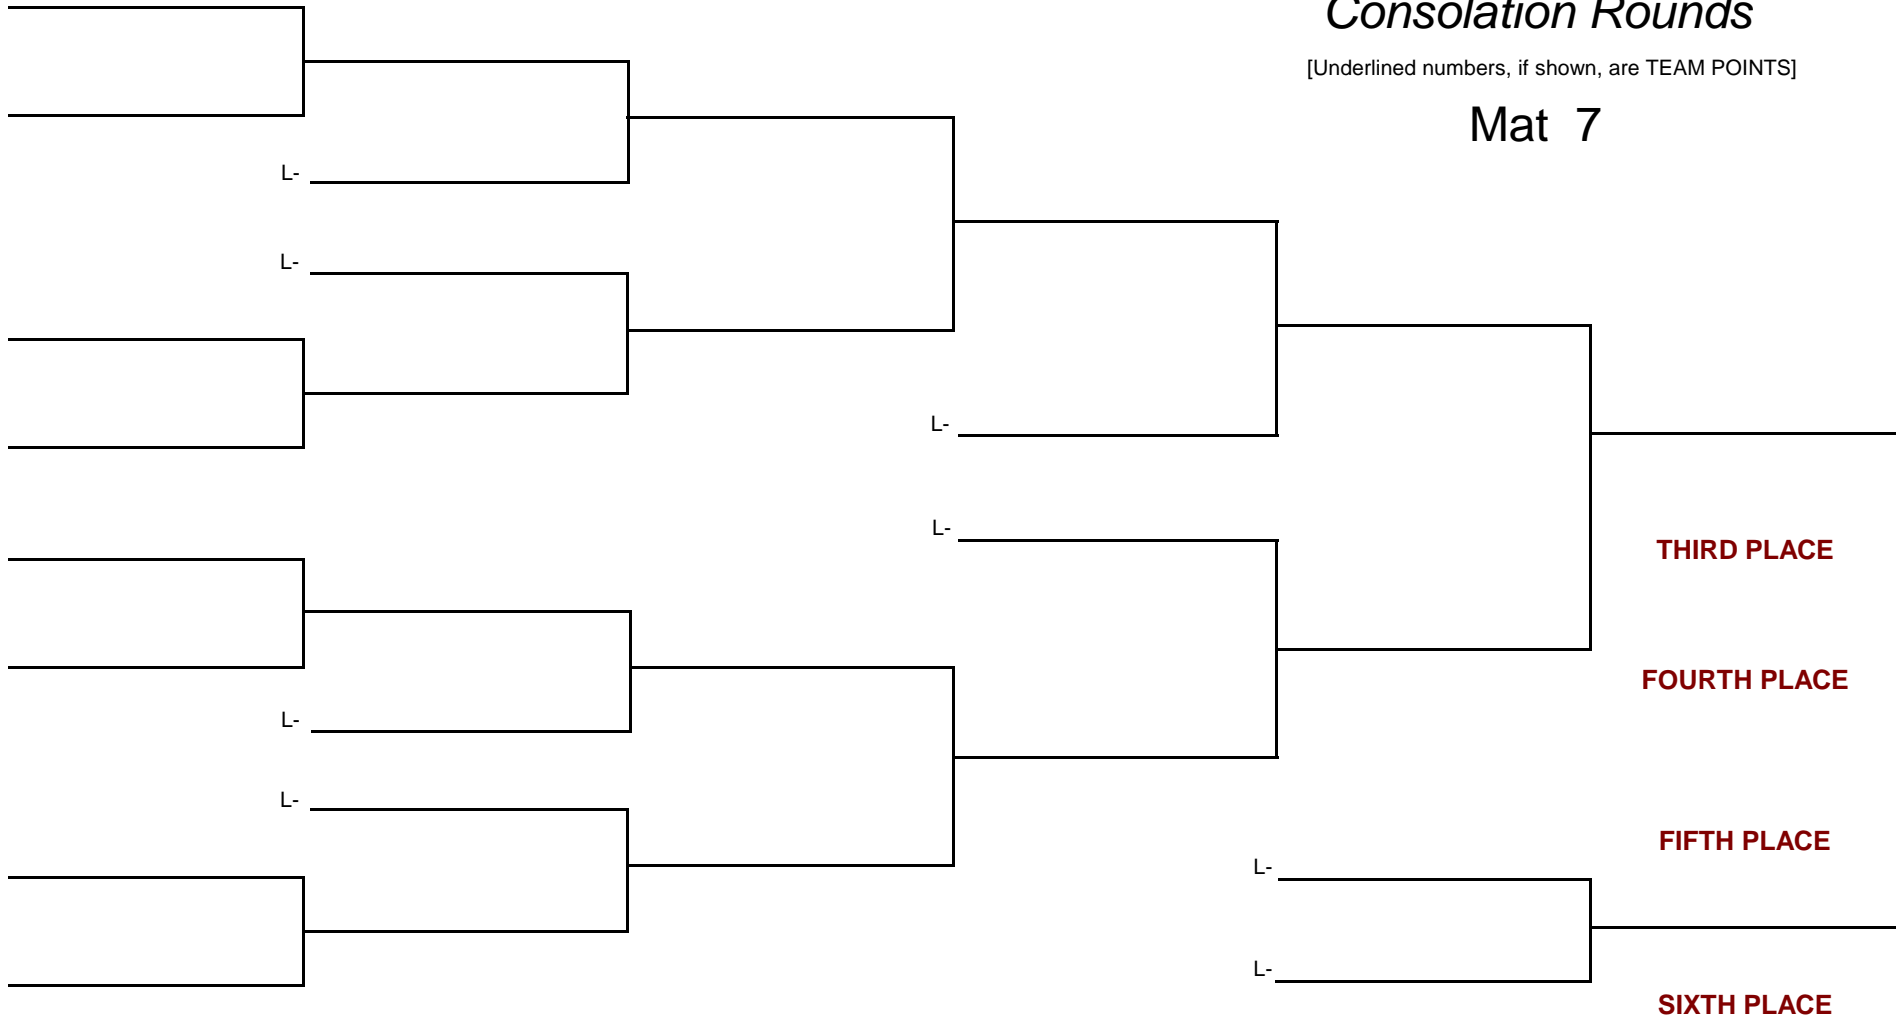 Consolation Rounds
[Underlined numbers, if shown, are TEAM POINTS]
Mat 7
L-
L-
L-
L-
THIRD PLACE
FOURTH PLACE
L-
L-
FIFTH PLACE
L-
L-
SIXTH PLACE